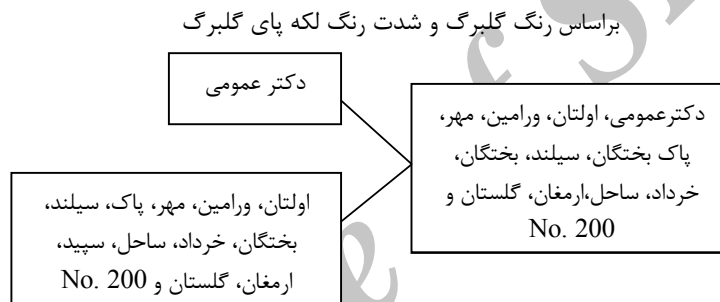 براساس رنگ گلبرگ و شدت رنگ لکه پای گلبرگ
دکتر عمومی
دکترعمومی، اولتان، ورامین، مهر،
پاک بختگان، سیلند، بختگان،
خرداد، ساحل،ارمغان، گلستان و
No. 200
اولتان، ورامین، مهر، پاک، سیلند،
بختگان، خرداد، ساحل، سپید،
ارمغان، گلستان و No. 200